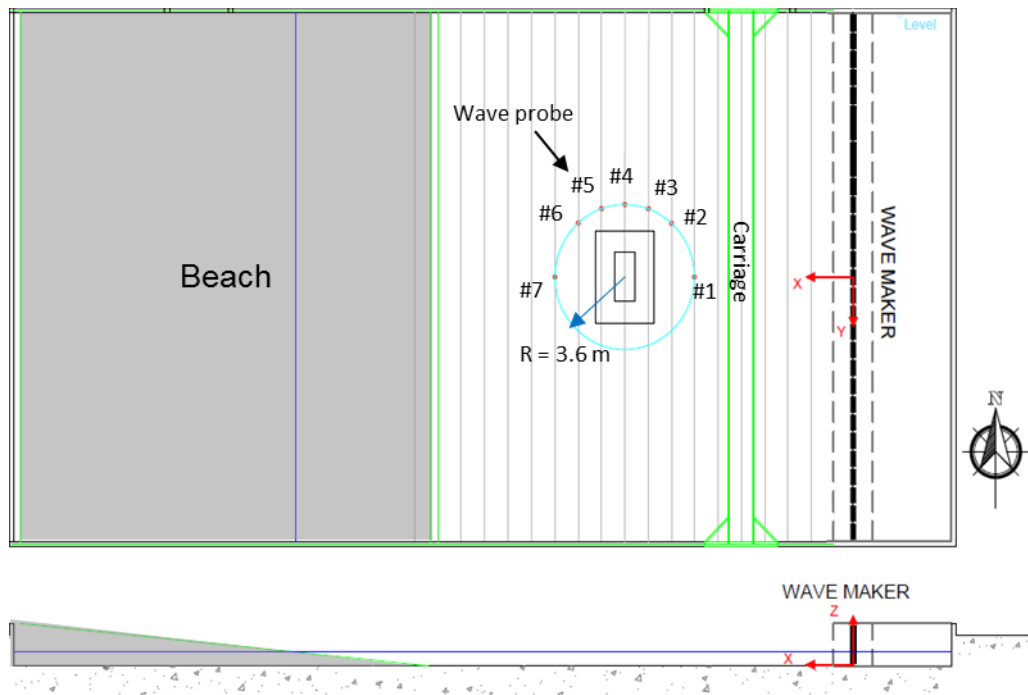 Level
Wave probe
#5 #4 #3
#6 #2
Beach
Carriage
WAVE MAKER
X
Y
#7 #1
R = 3.6 m
N
WAVE MAKER
Z
X